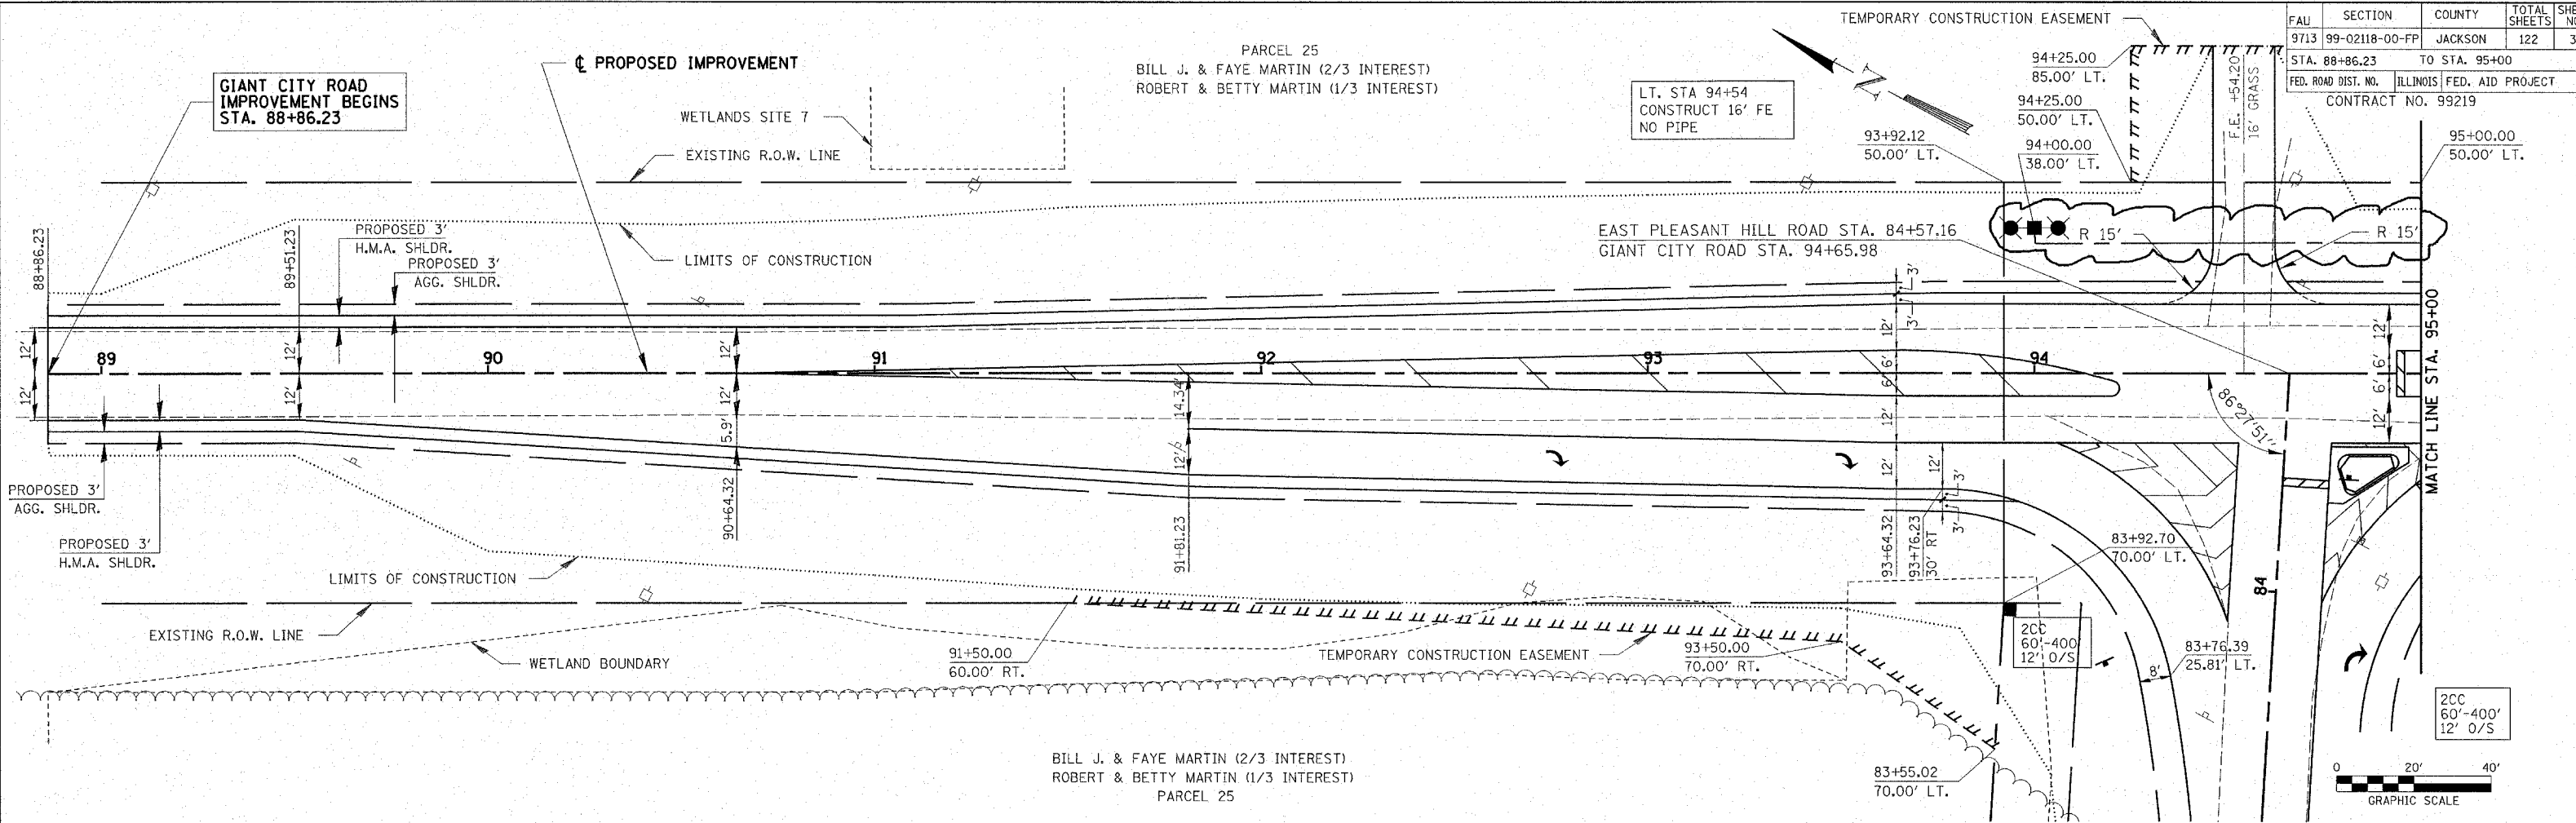 TEMPORARY CONSTRUCTION EASEMENT
FAU SECTION COUNTY TOTAL SHEETS
9713 99-02118-00-FP JACKSON 122 3
STA. 88+86.23 TO STA. 95+00
FED. ROAD DIST. NO. ILLINOIS FED. AID PROJECT
CONTRACT NO. 99219
GIANT CITY ROAD
IMPROVEMENT BEGINS
STA. 88+86.23
℄ PROPOSED IMPROVEMENT
PARCEL 25
BILL J. & FAYE MARTIN (2/3 INTEREST)
ROBERT & BETTY MARTIN (1/3 INTEREST)
WETLANDS SITE 7
EXISTING R.O.W. LINE
LT. STA 94+54
CONSTRUCT 16' FE
NO PIPE
N
94+25.00
85.00' LT.
94+25.00
50.00' LT.
93+92.12
50.00' LT.
94+00.00
38.00' LT.
F.E. +54.20
16' GRASS
95+00.00
50.00' LT.
88+86.23
89+51.23
PROPOSED 3'
H.M.A. SHLDR.
PROPOSED 3'
AGG. SHLDR.
LIMITS OF CONSTRUCTION
EAST PLEASANT HILL ROAD STA. 84+57.16
GIANT CITY ROAD STA. 94+65.98
R 15'
R 15'
3'
3'
12'
12'
12'
12'
12'
89
90
91
92
93
94
12'
12'
12'
14.34'
6'
6'
12'
6'
6'
12'
5.9'
12'
12'
12'
3'
3'
86°27'51"
MATCH LINE STA. 95+00
PROPOSED 3'
AGG. SHLDR.
PROPOSED 3'
H.M.A. SHLDR.
90+64.32
91+81.23
93+64.32
93+76.23
30' RT
83+92.70
70.00' LT.
84
LIMITS OF CONSTRUCTION
EXISTING R.O.W. LINE
WETLAND BOUNDARY
91+50.00
60.00' RT.
TEMPORARY CONSTRUCTION EASEMENT
93+50.00
70.00' RT.
2CC
60'-400'
12' O/S
83+76.39
25.81' LT.
8'
2CC
60'-400'
12' O/S
BILL J. & FAYE MARTIN (2/3 INTEREST)
ROBERT & BETTY MARTIN (1/3 INTEREST)
PARCEL 25
83+55.02
70.00' LT.
0 20' 40'
GRAPHIC SCALE